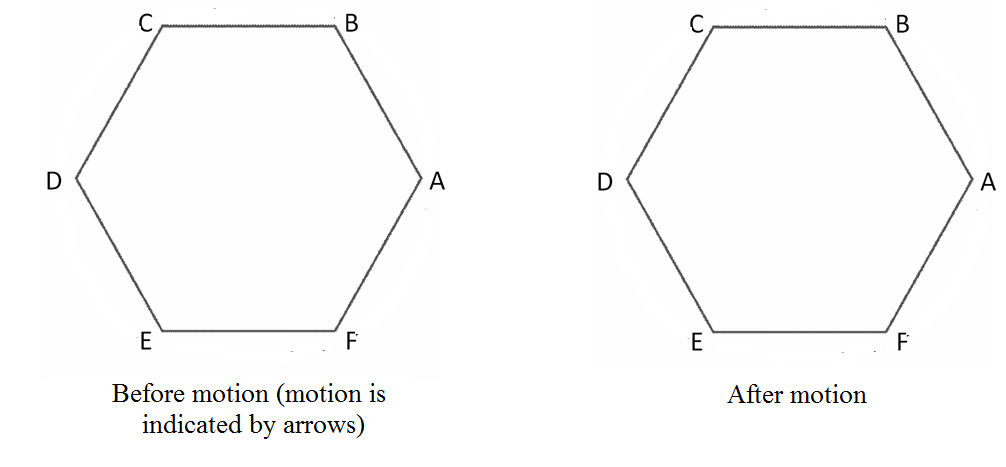 C B C B
D A D A
E F E F
Before motion (motion is
indicated by arrows)
After motion